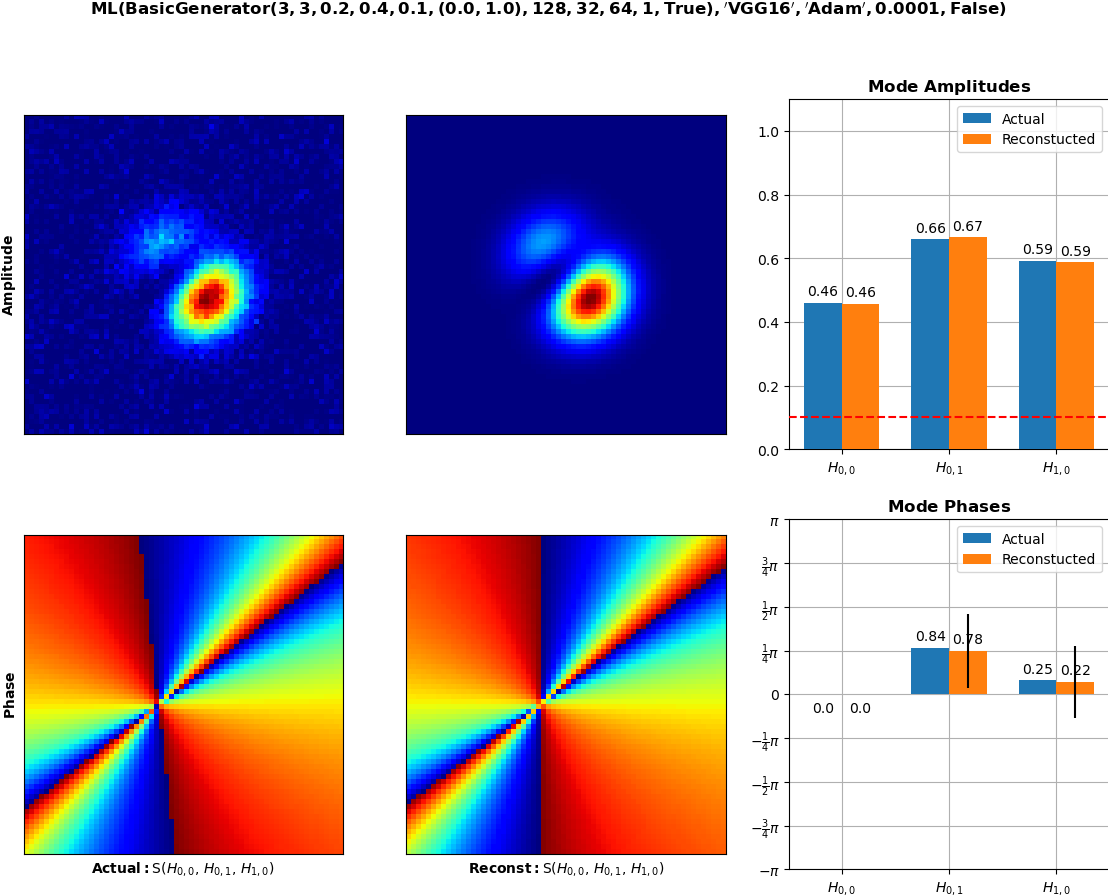 ML(BasicGenerator(3, 3, 0.2, 0.4, 0.1, (0.0, 1.0), 128, 32, 64, 1, True), ′VGG16′, ′Adam′, 0.0001, False)
Amplitude
Mode Amplitudes
Actual
Reconstucted
1.0
0.8
0.6
0.4
0.2
0.0
0.46
0.46
0.66
0.67
0.59
0.59
H0,0
H0,1
H1,0
Phase
Actual: S(H0,0, H0,1, H1,0)
Reconst: S(H0,0, H0,1, H1,0)
Mode Phases
Actual
Reconstucted
π
3/4π
1/2π
1/4π
0
−1/4π
−1/2π
−3/4π
−π
0.0
0.0
0.84
0.78
0.25
0.22
H0,0
H0,1
H1,0